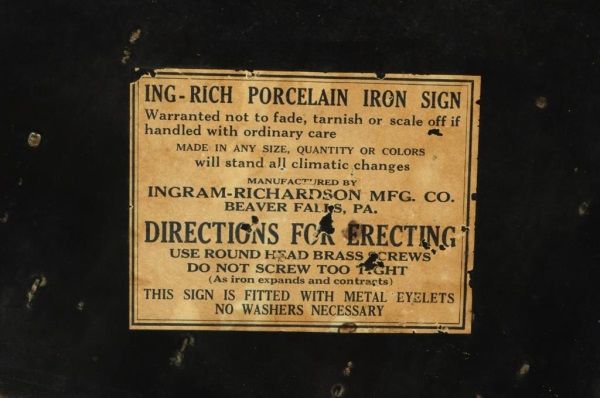 ING-RICH PORCELAIN IRON SIGN
Warranted not to fade, tarnish or scale off if
handled with ordinary care
MADE IN ANY SIZE, QUANTITY OR COLORS
will stand all climatic changes
MANUFACTURED BY
INGRAM-RICHARDSON MFG. CO.
BEAVER FALLS, PA.
DIRECTIONS FOR ERECTING
USE ROUND HEAD BRASS SCREWS
DO NOT SCREW TOO TIGHT
(As iron expands and contracts)
THIS SIGN IS FITTED WITH METAL EYELETS
NO WASHERS NECESSARY